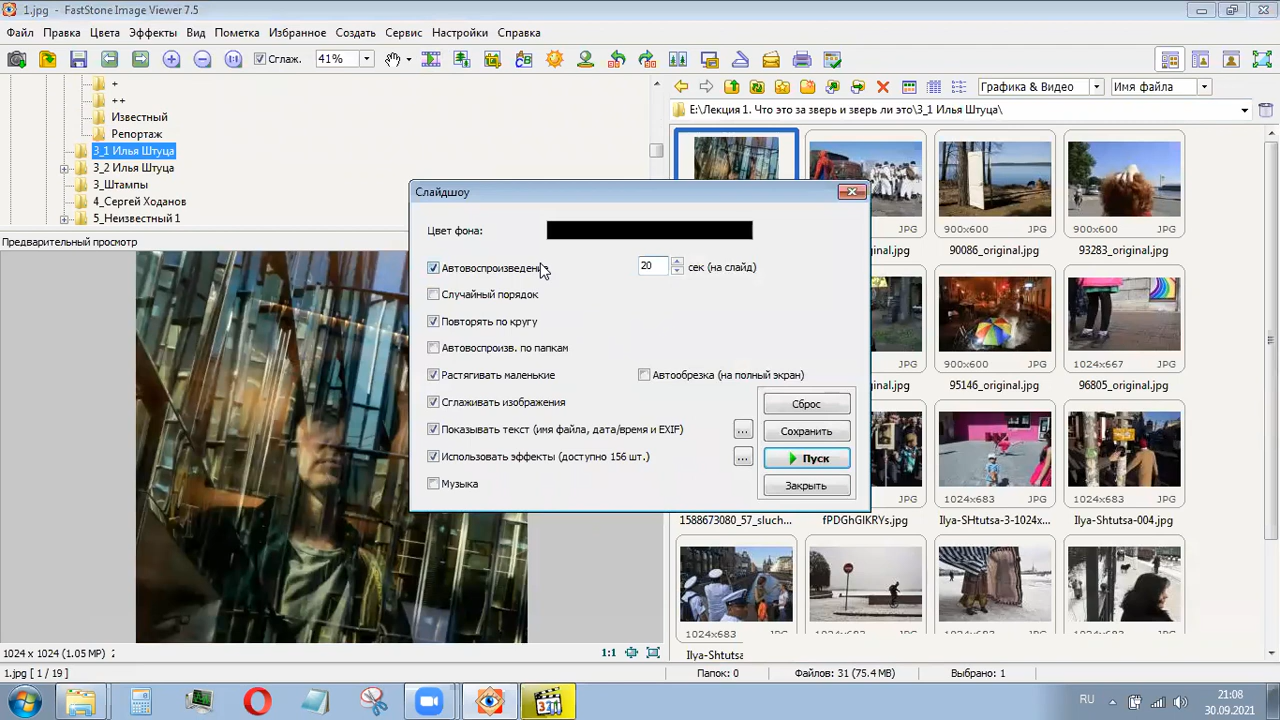 1.jpg - FastStone Image Viewer 7.5
Файл Правка Цвета Эффекты Вид Пометка Избранное Создать Сервис Настройки Справка
Сглаж. 41%
+
++
Известный
Репортаж
3_1 Илья Штуца
3_2 Илья Штуца
3_Штампы
4_Сергей Ходанов
5_Неизвестный 1
Предварительный просмотр
Графика & Видео Имя файла
E:\Лекция 1. Что это за зверь и зверь ли это\3_1 Илья Штуца\
Слайдшоу
Цвет фона:
20 сек (на слайд)
Случайный порядок
Повторять по кругу
Автовоспроизв. по папкам
Растягивать маленькие
Автообрезка (на полный экран)
Сглаживать изображения
Показывать текст (имя файла, дата/время и EXIF) ...
Использовать эффекты (доступно 156 шт.) ...
Музыка
Сброс
Сохранить
Пуск
Закрыть
900x600 JPG
900x600 JPG
90086_original.jpg
93283_original.jpg
900x600 JPG
1024x667 JPG
95146_original.jpg
96805_original.jpg
JPG
1024x683 JPG
1024x683 JPG
1588673080_57_sluch...
fPDGhGlKRYs.jpg
Ilya-SHtutsa-3-1024x...
Ilya-Shtutsa-004.jpg
1024x683 JPG
1024x683 JPG
1024x683 JPG
1024x683 JPG
Ilya-Shtutsa
1024 x 1024 (1.05 MP)
1:1
1.jpg [ 1 / 19 ]
Папок: 0
Файлов: 31 (75.4 MB)
Выбрано: 1
321
RU
21:08
30.09.2021